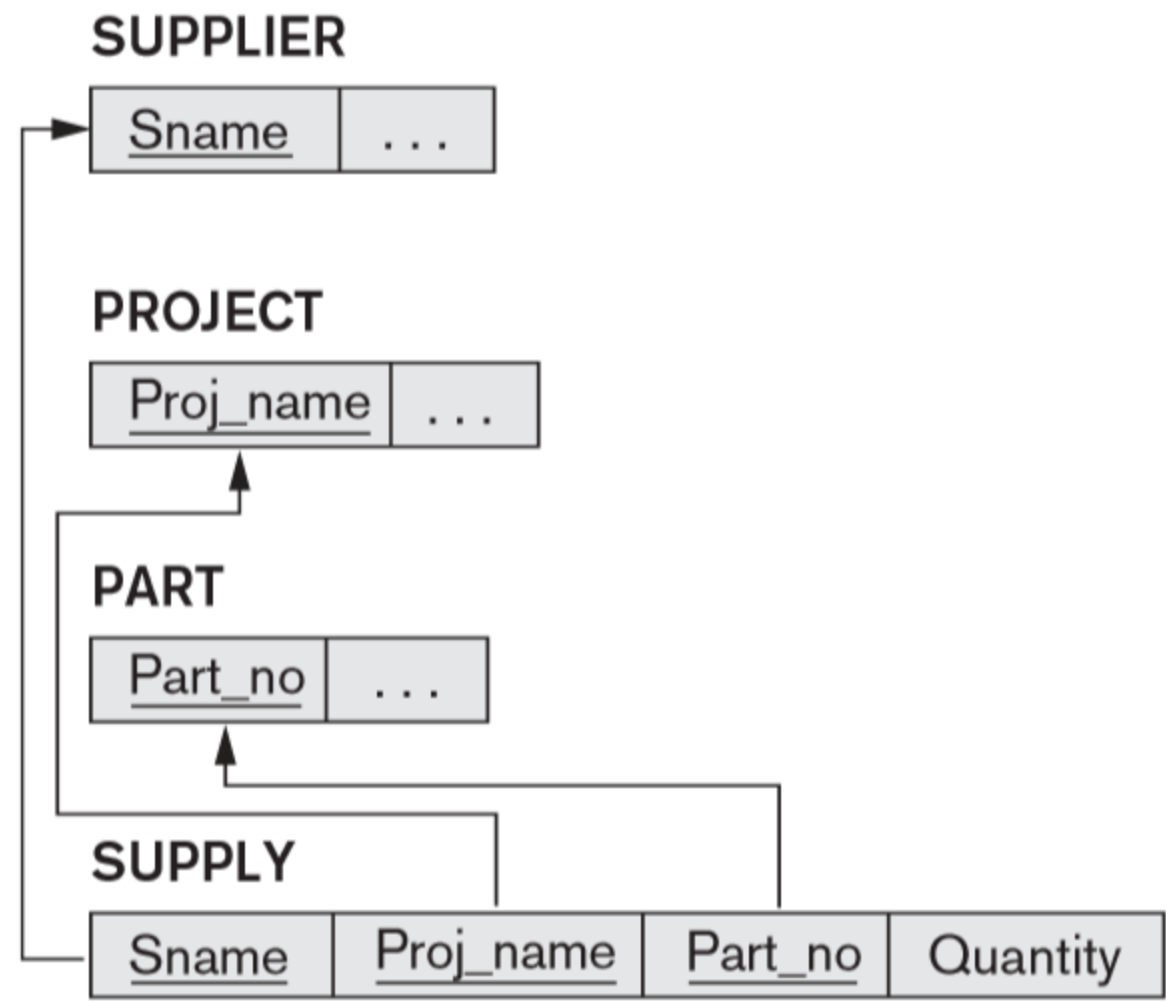 SUPPLIER
Sname ...
PROJECT
Proj_name ...
PART
Part_no ...
SUPPLY
Sname Proj_name Part_no Quantity